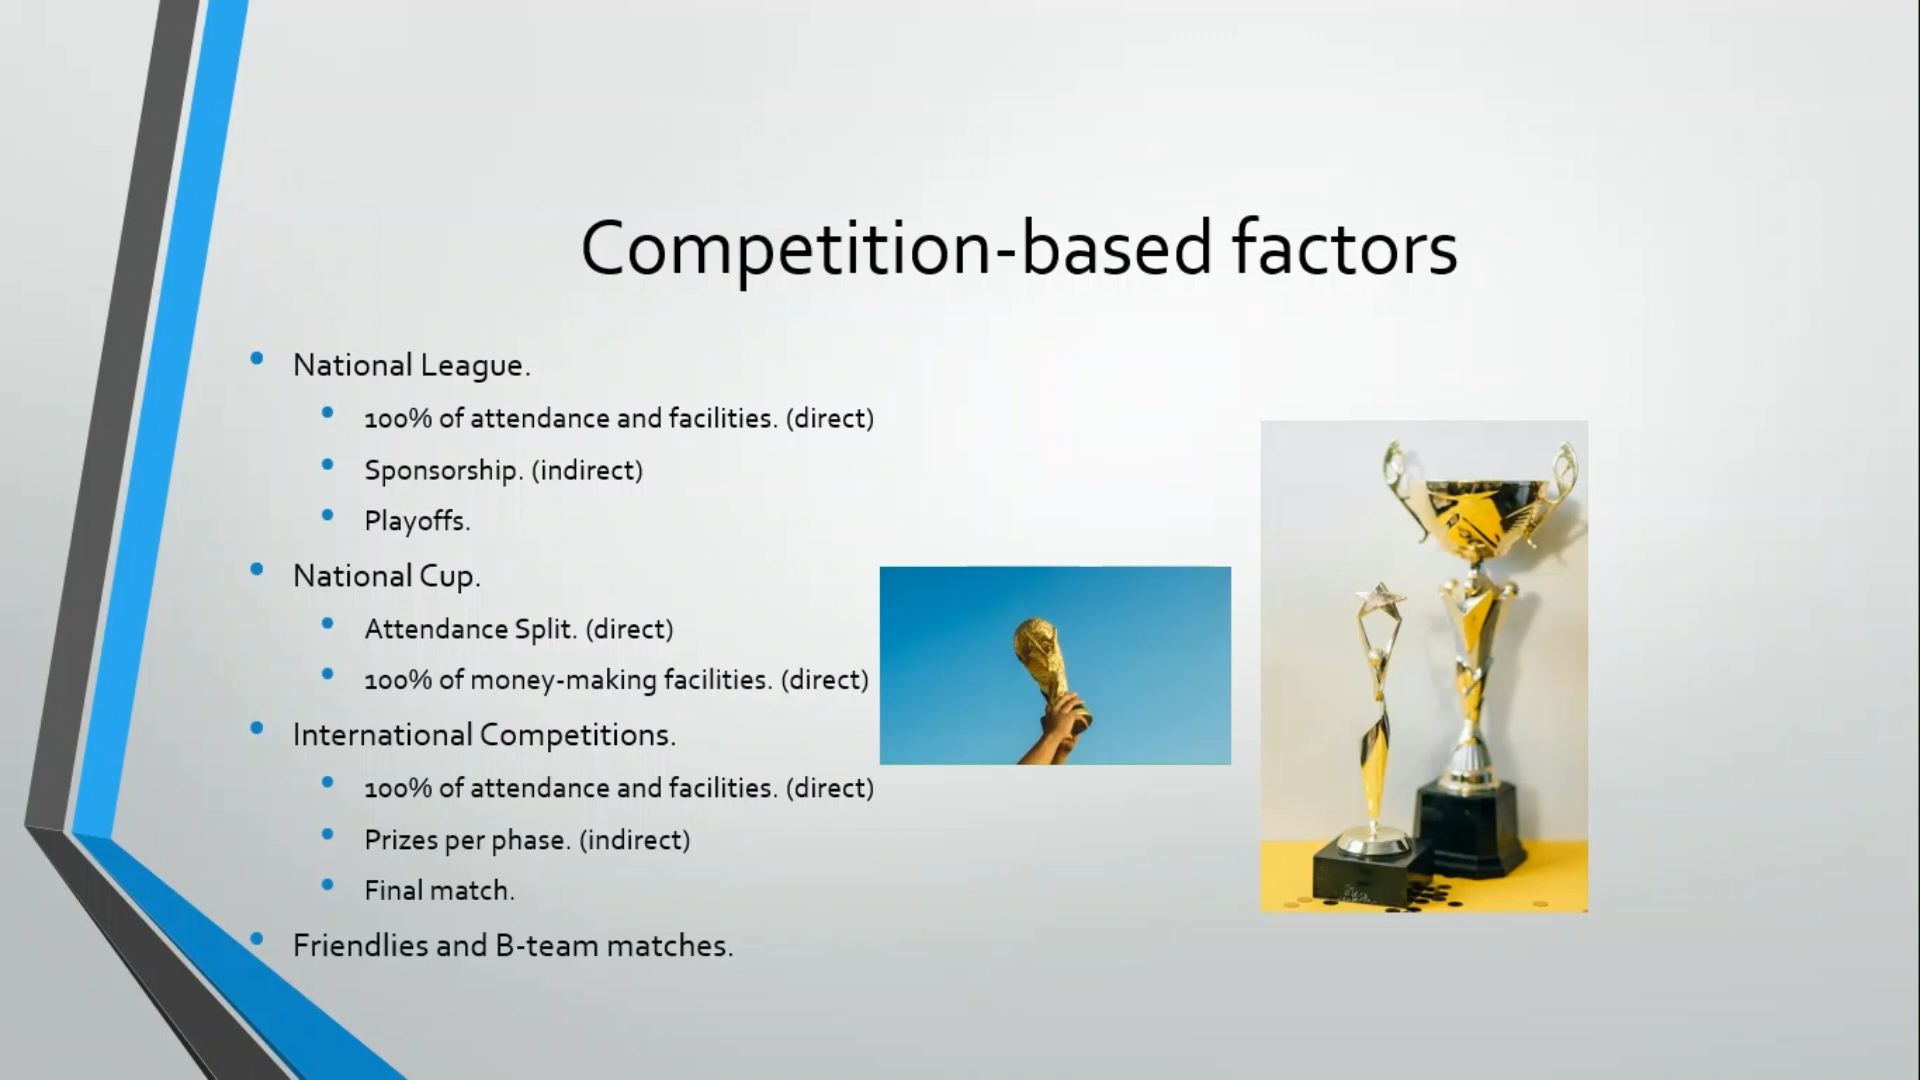 Competition-based factors
National League.
100% of attendance and facilities. (direct)
Sponsorship. (indirect)
Playoffs.
National Cup.
Attendance Split. (direct)
100% of money-making facilities. (direct)
International Competitions.
100% of attendance and facilities. (direct)
Prizes per phase. (indirect)
Final match.
Friendlies and B-team matches.